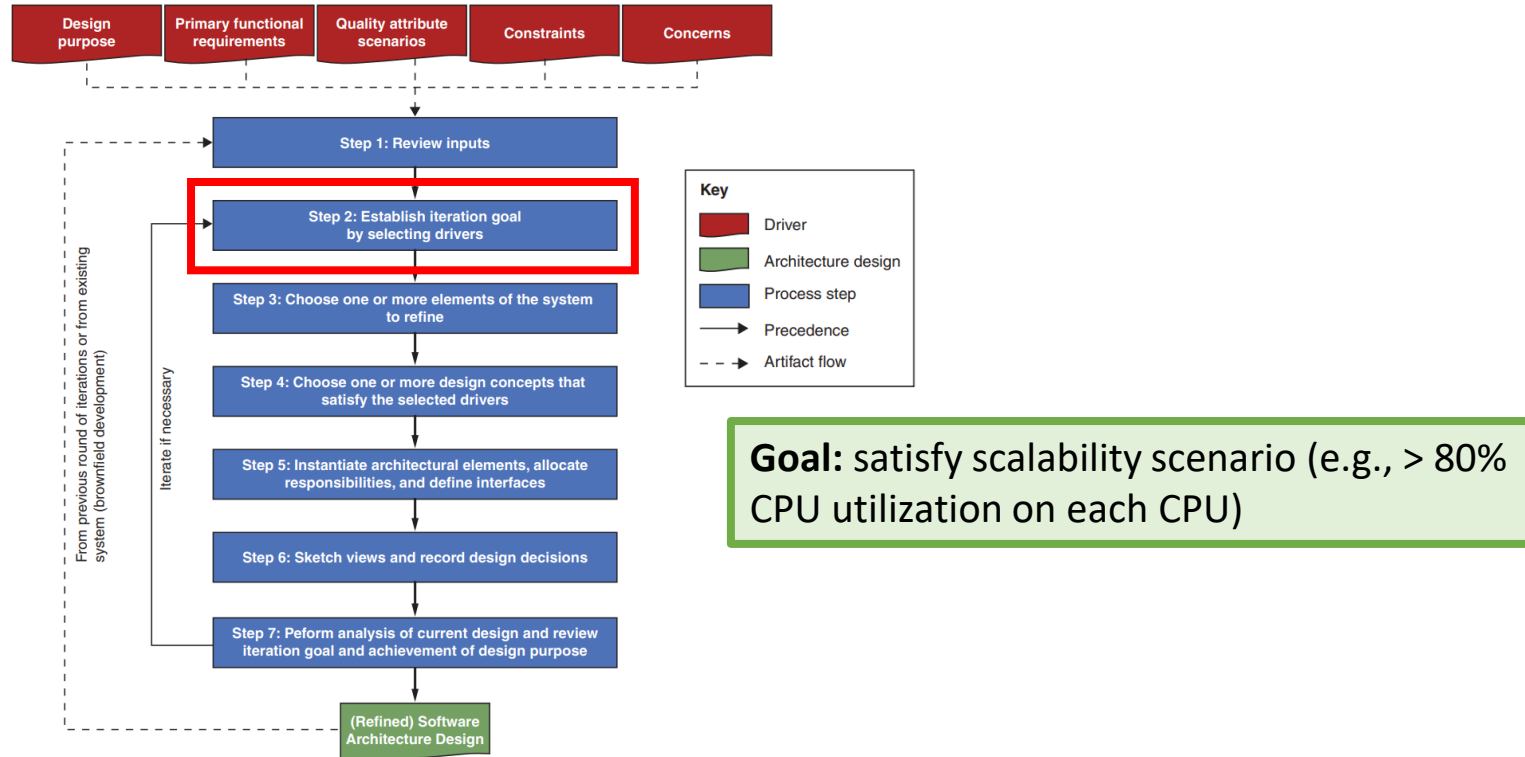 Design
purpose
Primary functional
requirements
Quality attribute
scenarios
Constraints
Concerns
Step 1: Review inputs
Step 2: Establish iteration goal
by selecting drivers
Step 3: Choose one or more elements of the system
to refine
Step 4: Choose one or more design concepts that
satisfy the selected drivers
Step 5: Instantiate architectural elements, allocate
responsibilities, and define interfaces
Step 6: Sketch views and record design decisions
Step 7: Peform analysis of current design and review
iteration goal and achievement of design purpose
(Refined) Software
Architecture Design
From previous round of iterations or from existing
system (brownfield development)
Iterate if necessary
Key
Driver
Architecture design
Process step
Precedence
Artifact flow
Goal: satisfy scalability scenario (e.g., > 80%
CPU utilization on each CPU)